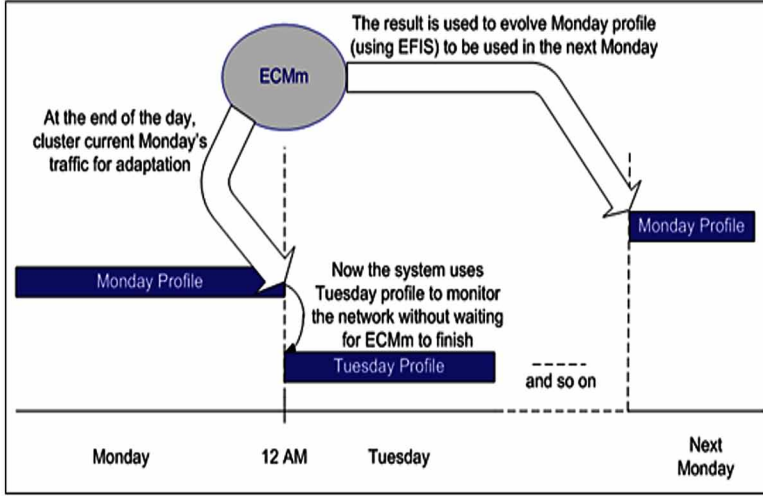 The result is used to evolve Monday profile
(using EFIS) to be used in the next Monday
ECMm
At the end of the day,
cluster current Monday's
traffic for adaptation
Monday Profile
Monday Profile
Now the system uses
Tuesday profile to monitor
the network without waiting
for ECMm to finish
Tuesday Profile
and so on
Monday
12 AM
Tuesday
Next
Monday